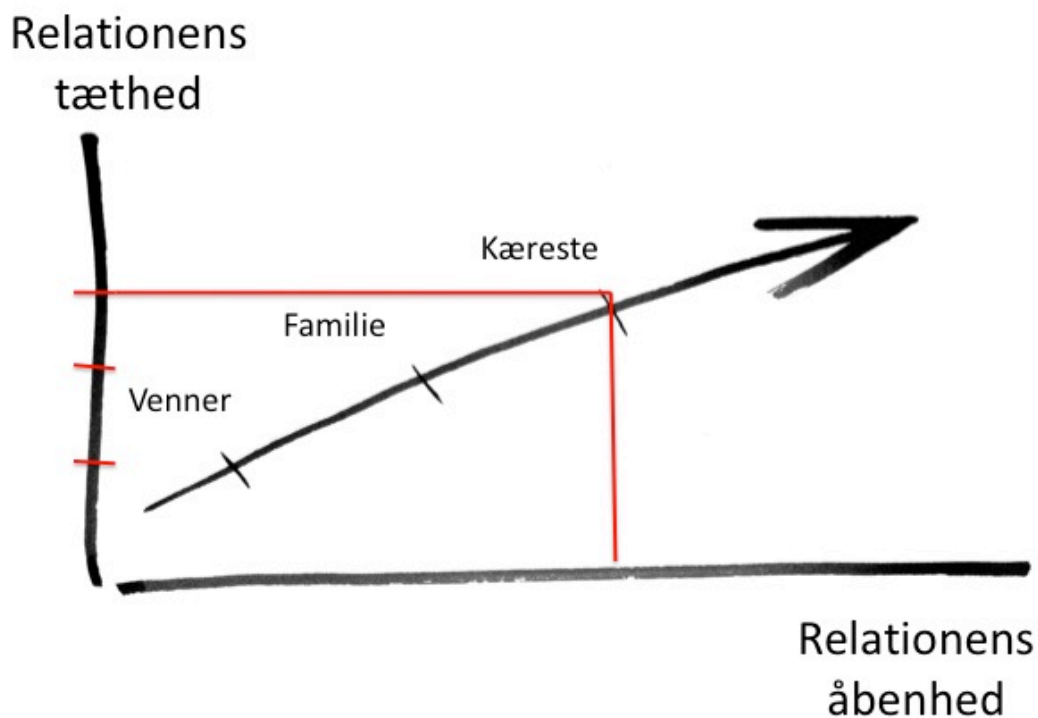 Relationens
tæthed
Kæreste
Familie
Venner
Relationens
åbenhed